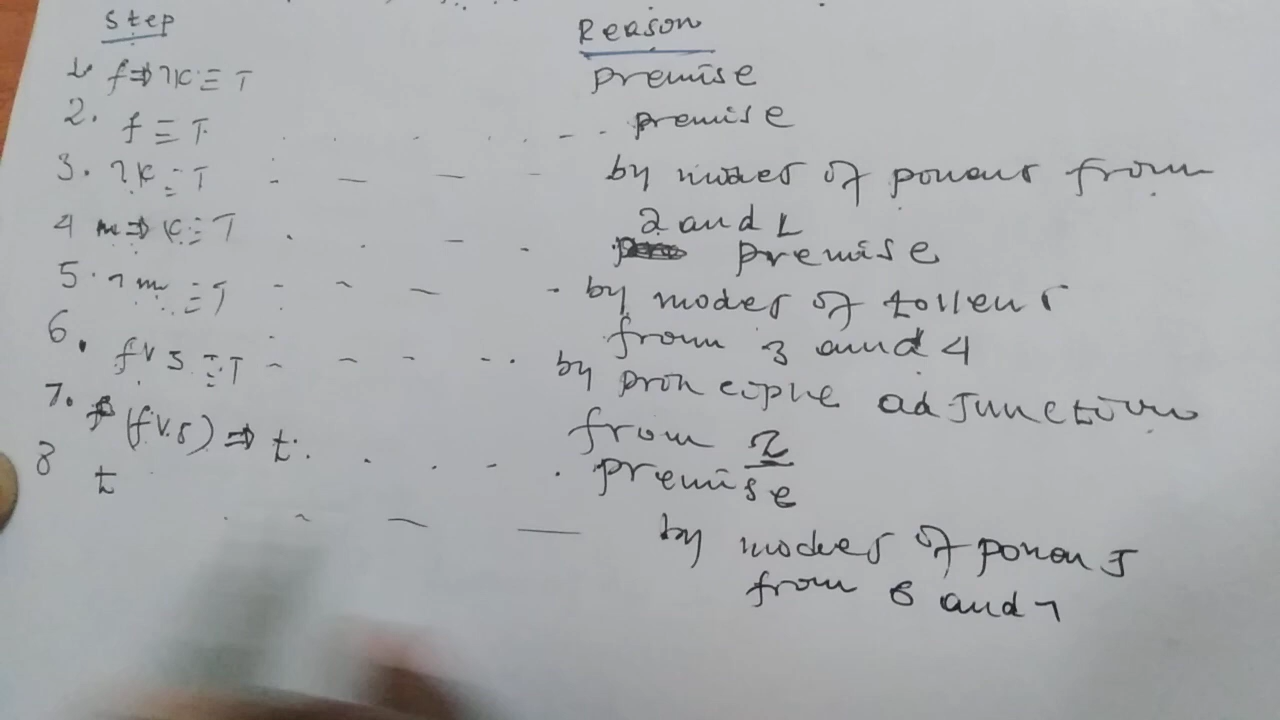 Step Reason
1. f⇒¬K≡T premise
2. f≡T. . . . . . - - . premise
3. ¬K≡T - — — - by modes of ponens from
2 and 1
4 m⇒K≡T . . - - premise
5. ¬m≡T - - — - by modes of tollens
from 3 and 4
6. fvs≡T - - - - . . by principle adjunction
from 2
7. (fvs)⇒t . . . - . premise
8 t
. - — — by modes of ponens
from 6 and 7